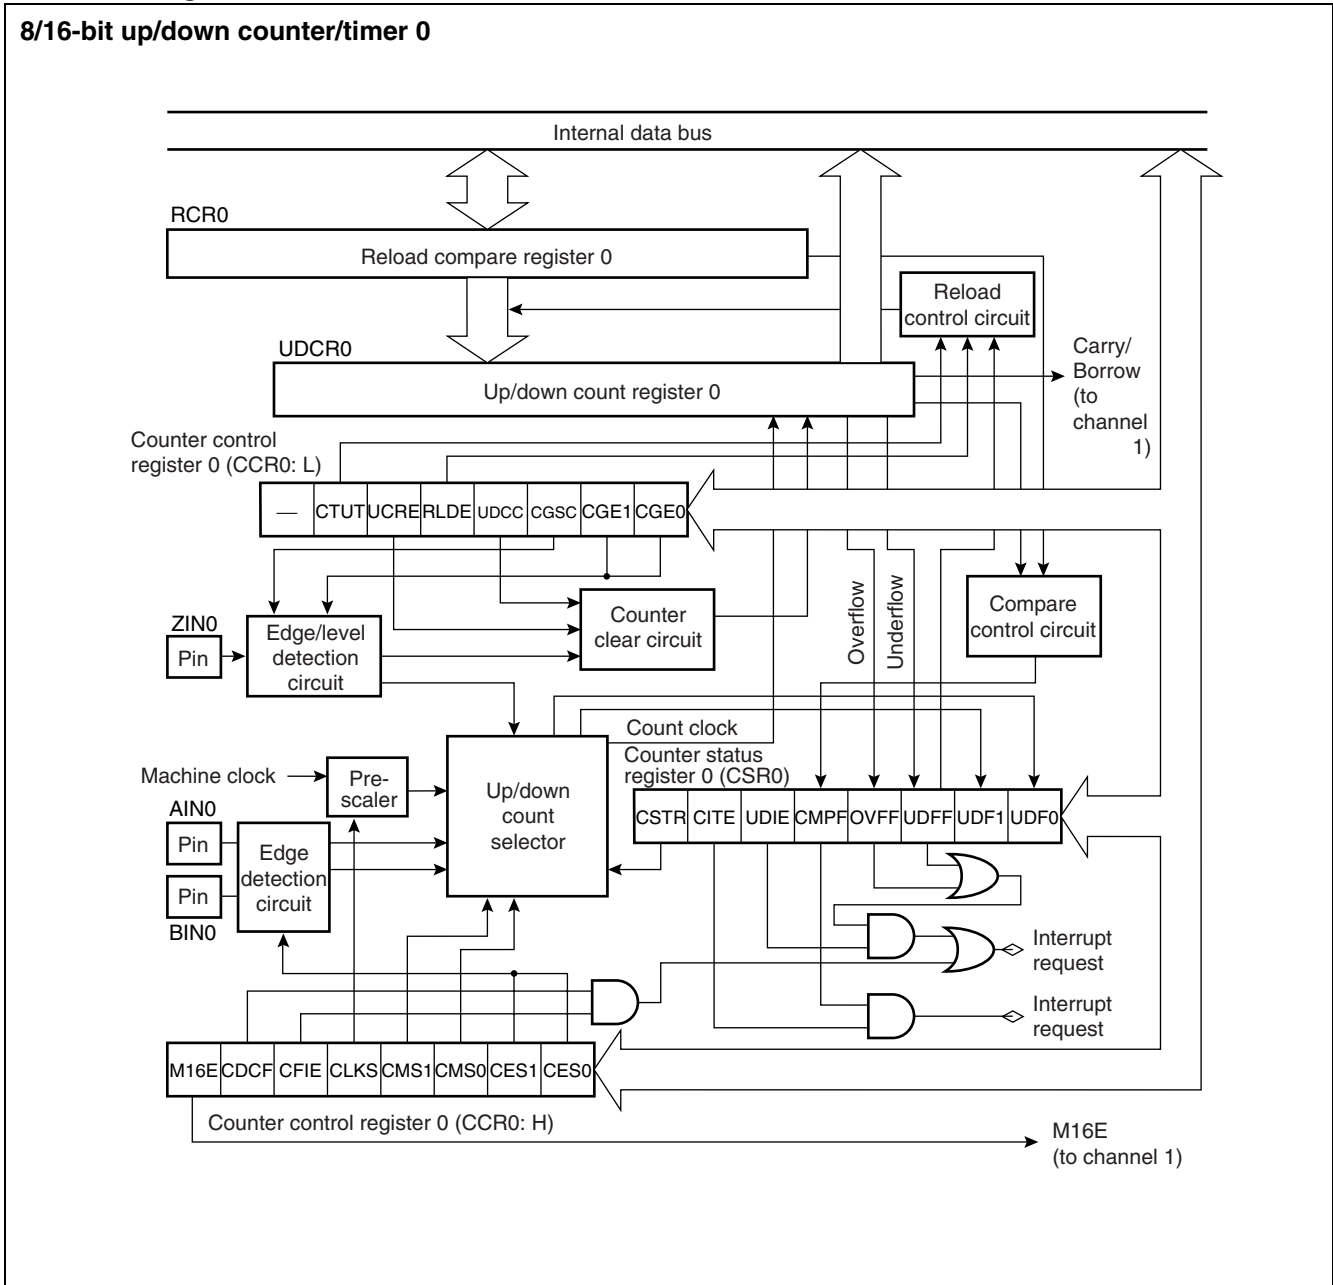 8/16-bit up/down counter/timer 0
Internal data bus
RCR0
Reload compare register 0
Reload
control circuit
UDCR0
Up/down count register 0
Carry/
Borrow
(to
channel
1)
Counter control
register 0 (CCR0: L)
— CTUT UCRE RLDE UDCC CGSC CGE1 CGE0
ZIN0
Pin
Edge/level
detection
circuit
Counter
clear circuit
Overflow
Underflow
Compare
control circuit
Count clock
Counter status
register 0 (CSR0)
Machine clock
Pre-
scaler
Up/down
count
selector
CSTR CITE UDIE CMPF OVFF UDFF UDF1 UDF0
AIN0
Pin
Edge
detection
circuit
Pin
BIN0
Interrupt
request
Interrupt
request
M16E CDCF CFIE CLKS CMS1 CMS0 CES1 CES0
Counter control register 0 (CCR0: H)
M16E
(to channel 1)